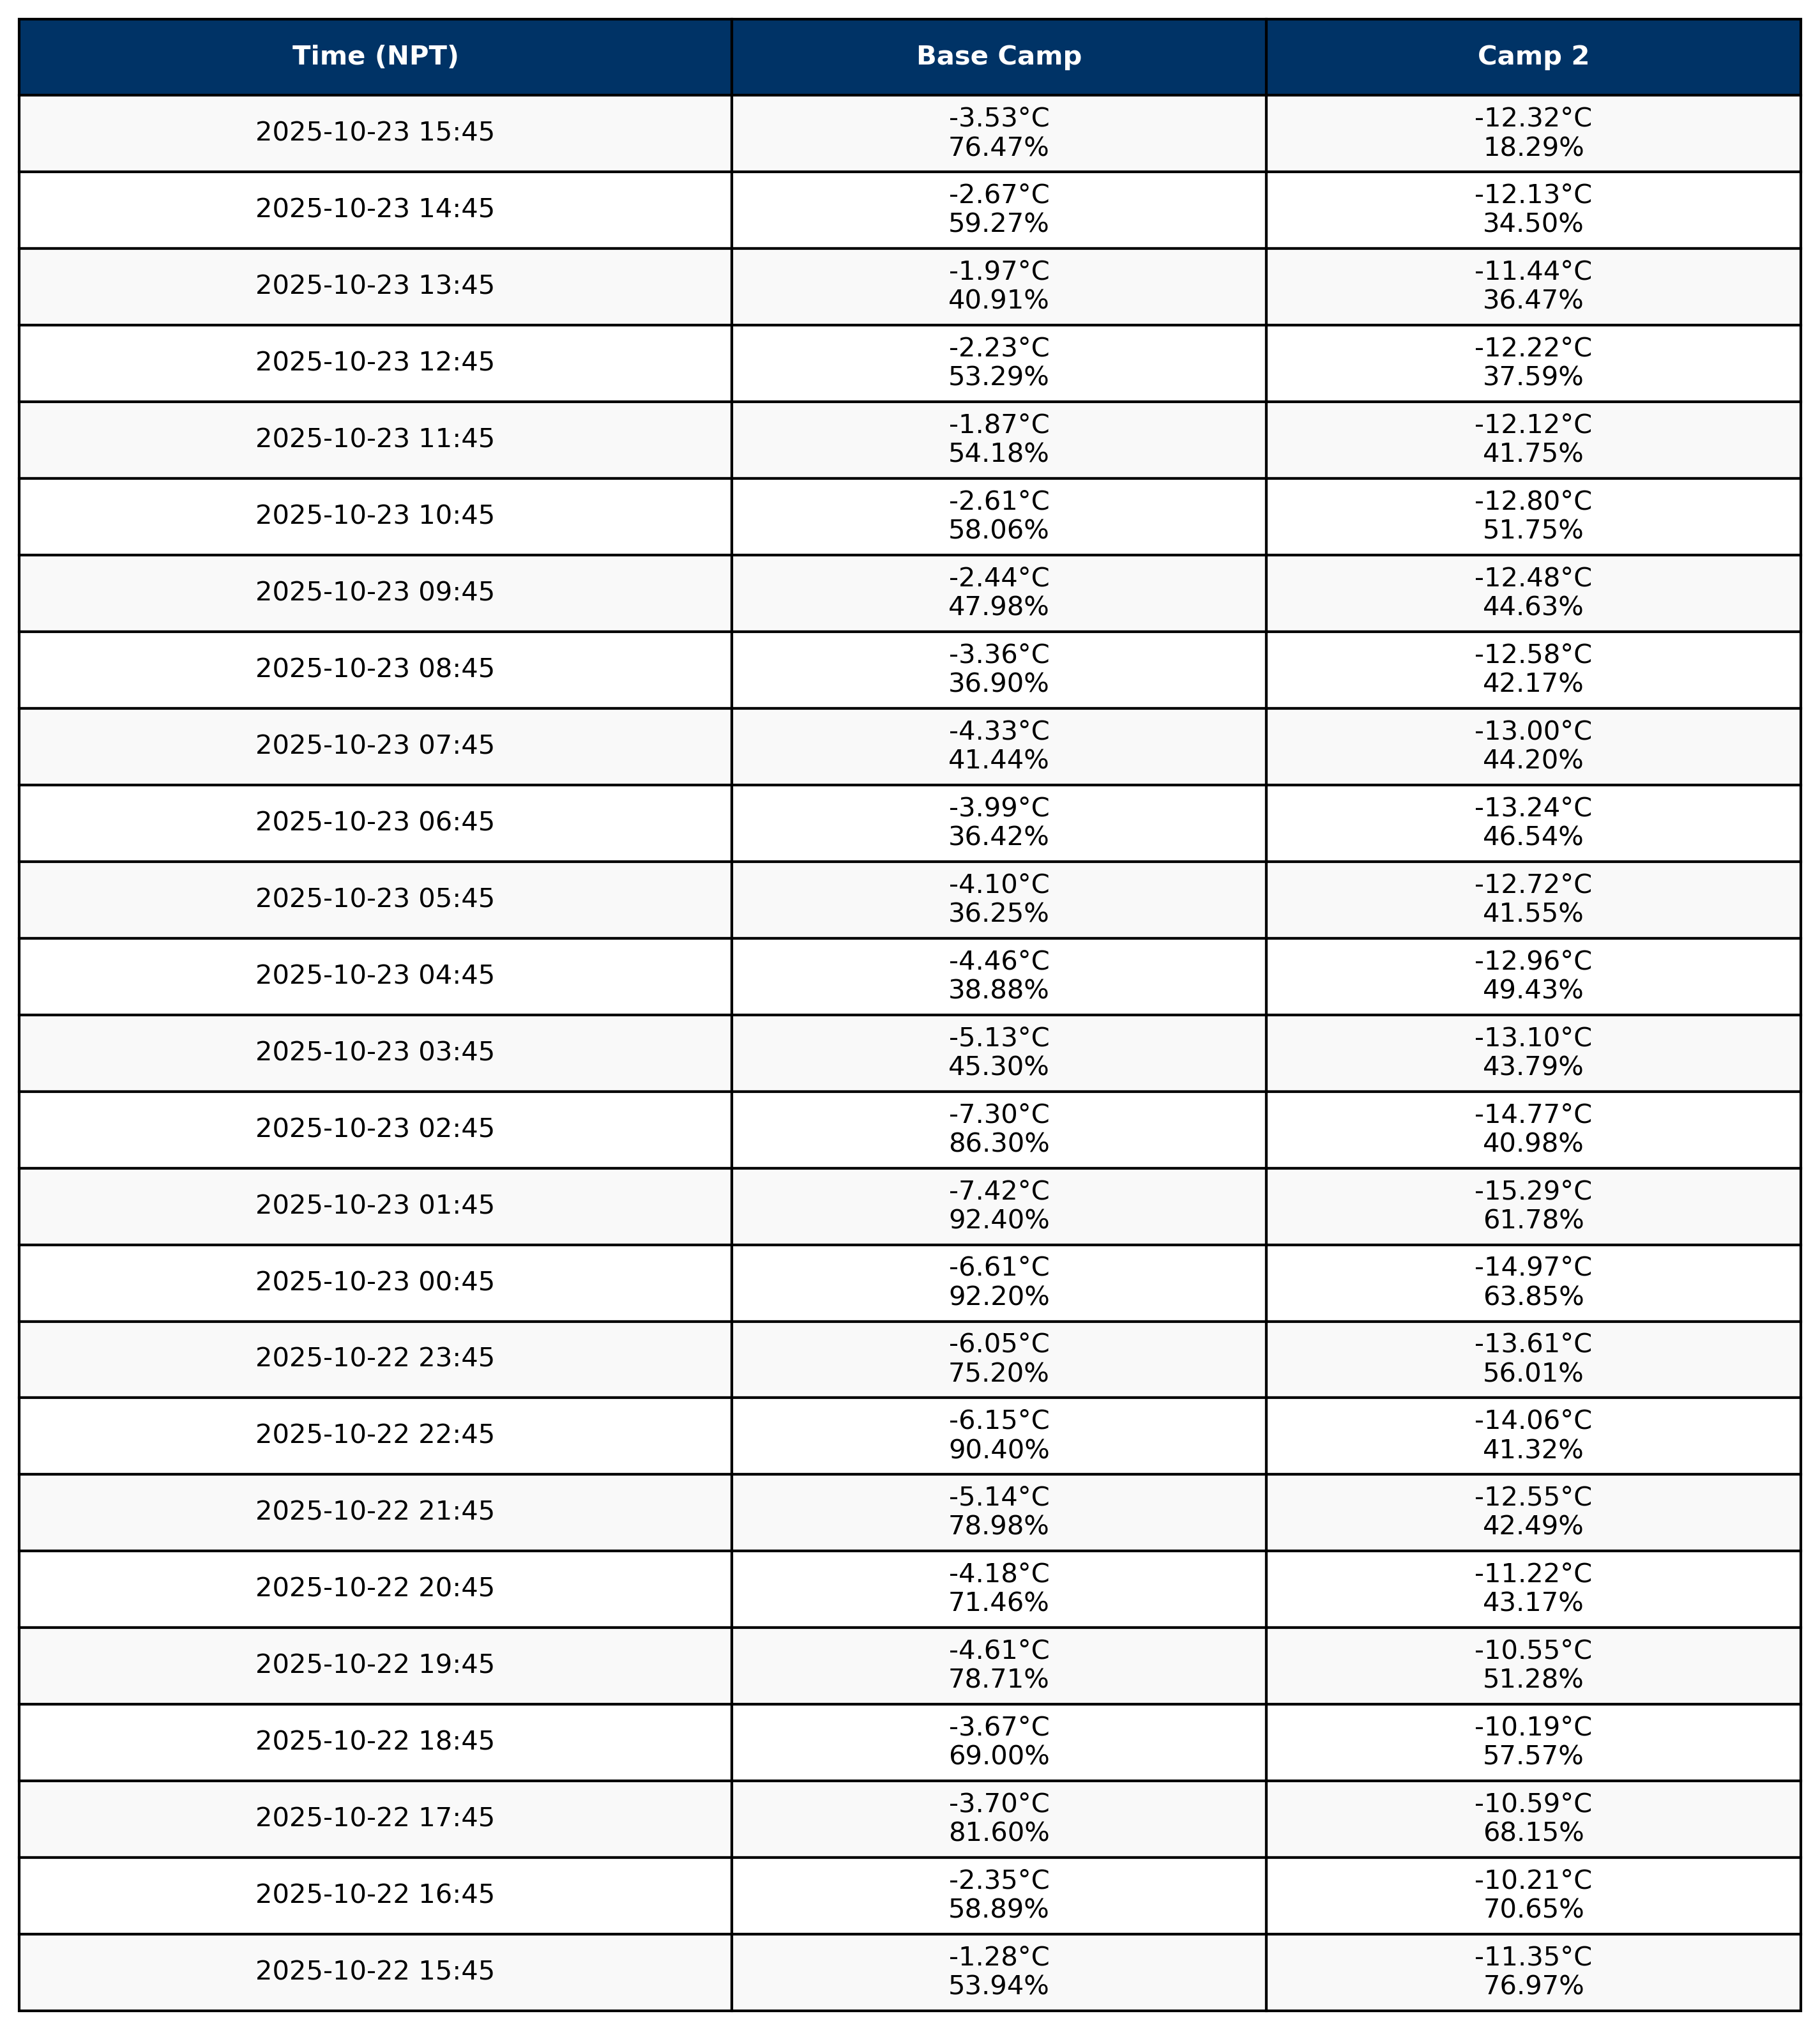 Time (NPT) Base Camp Camp 2
2025-10-23 15:45 -3.53°C 76.47% -12.32°C 18.29%
2025-10-23 14:45 -2.67°C 59.27% -12.13°C 34.50%
2025-10-23 13:45 -1.97°C 40.91% -11.44°C 36.47%
2025-10-23 12:45 -2.23°C 53.29% -12.22°C 37.59%
2025-10-23 11:45 -1.87°C 54.18% -12.12°C 41.75%
2025-10-23 10:45 -2.61°C 58.06% -12.80°C 51.75%
2025-10-23 09:45 -2.44°C 47.98% -12.48°C 44.63%
2025-10-23 08:45 -3.36°C 36.90% -12.58°C 42.17%
2025-10-23 07:45 -4.33°C 41.44% -13.00°C 44.20%
2025-10-23 06:45 -3.99°C 36.42% -13.24°C 46.54%
2025-10-23 05:45 -4.10°C 36.25% -12.72°C 41.55%
2025-10-23 04:45 -4.46°C 38.88% -12.96°C 49.43%
2025-10-23 03:45 -5.13°C 45.30% -13.10°C 43.79%
2025-10-23 02:45 -7.30°C 86.30% -14.77°C 40.98%
2025-10-23 01:45 -7.42°C 92.40% -15.29°C 61.78%
2025-10-23 00:45 -6.61°C 92.20% -14.97°C 63.85%
2025-10-22 23:45 -6.05°C 75.20% -13.61°C 56.01%
2025-10-22 22:45 -6.15°C 90.40% -14.06°C 41.32%
2025-10-22 21:45 -5.14°C 78.98% -12.55°C 42.49%
2025-10-22 20:45 -4.18°C 71.46% -11.22°C 43.17%
2025-10-22 19:45 -4.61°C 78.71% -10.55°C 51.28%
2025-10-22 18:45 -3.67°C 69.00% -10.19°C 57.57%
2025-10-22 17:45 -3.70°C 81.60% -10.59°C 68.15%
2025-10-22 16:45 -2.35°C 58.89% -10.21°C 70.65%
2025-10-22 15:45 -1.28°C 53.94% -11.35°C 76.97%